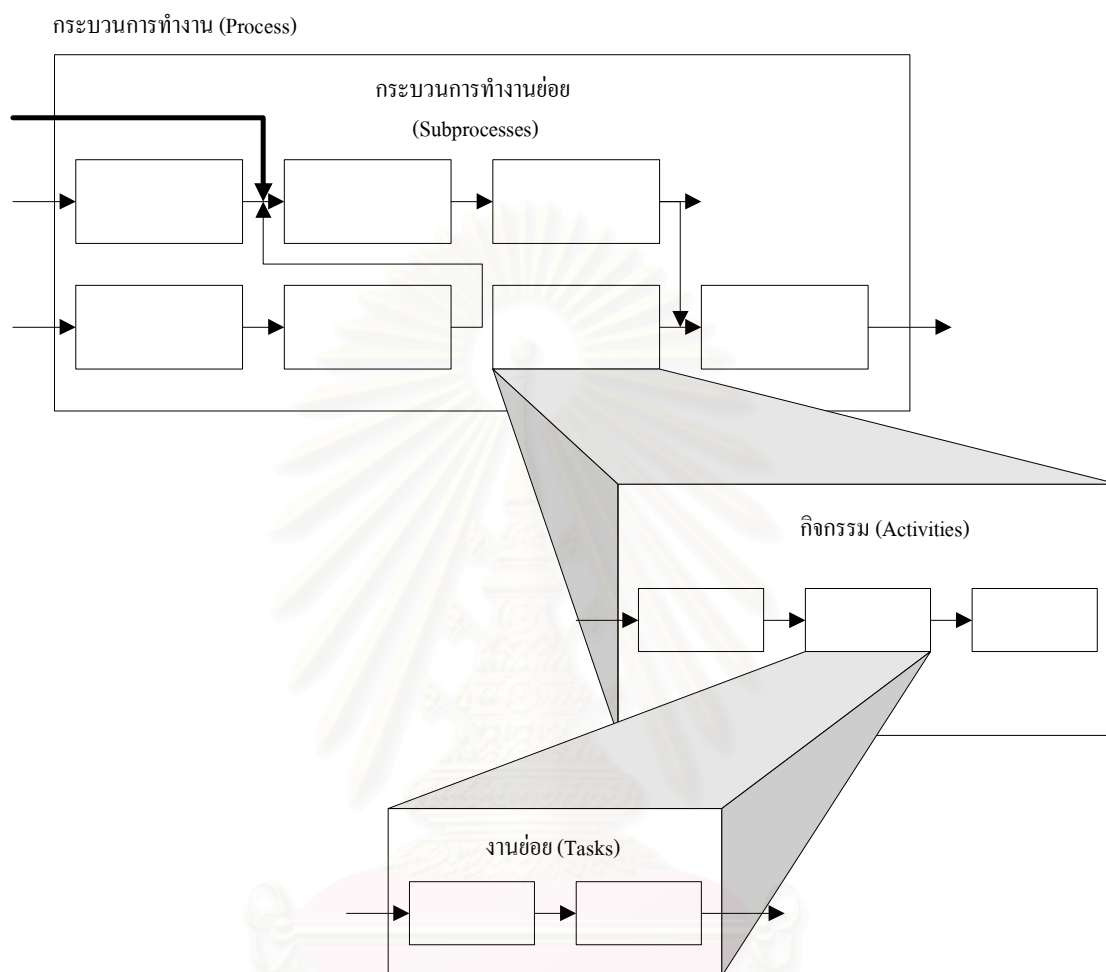 กระบวนการทำงาน (Process)
กระบวนการทำงานย่อย
(Subprocesses)
กิจกรรม (Activities)
งานย่อย (Tasks)